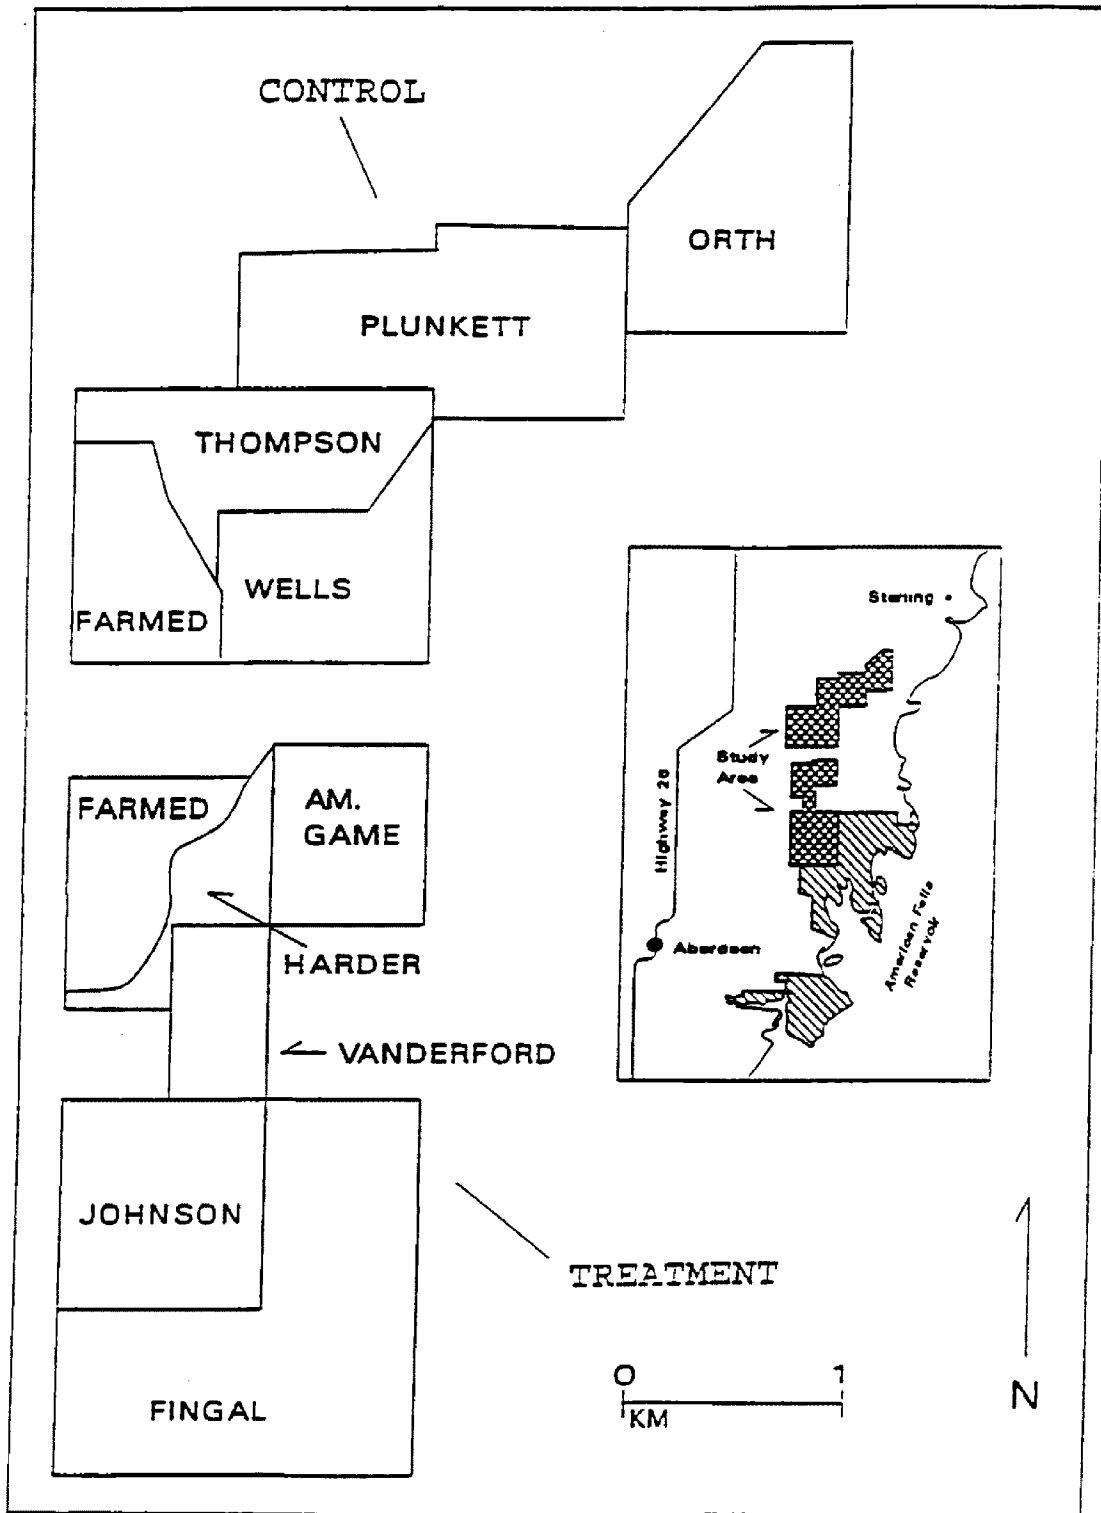 CONTROL
ORTH
PLUNKETT
THOMPSON
WELLS
FARMED
Sterling
Study
Area
Highway 26
Aberdeen
American Falls
Reservoir
FARMED
AM.
GAME
HARDER
VANDERFORD
JOHNSON
TREATMENT
FINGAL
0 1
KM
N